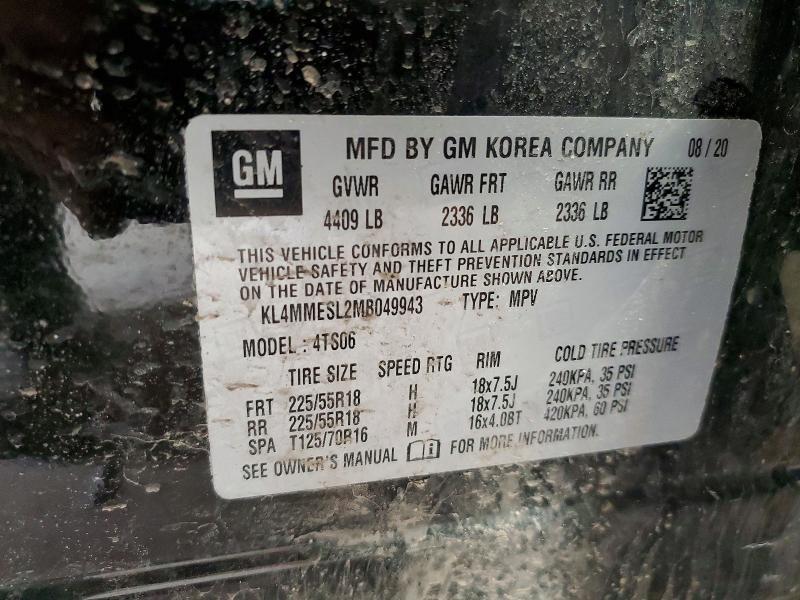 GM MFD BY GM KOREA COMPANY 08 / 20
GVWR GAWR FRT GAWR RR
4409 LB 2336 LB 2336 LB
THIS VEHICLE CONFORMS TO ALL APPLICABLE U.S. FEDERAL MOTOR
VEHICLE SAFETY AND THEFT PREVENTION STANDARDS IN EFFECT
ON THE DATE OF MANUFACTURE SHOWN ABOVE.
KL4MMESL2MB049943 TYPE: MPV
MODEL : 4TS06
TIRE SIZE SPEED RTG RIM COLD TIRE PRESSURE
FRT 225/55R18 H 18x7.5J 240KPA, 35 PSI
RR 225/55R18 H 18x7.5J 240KPA, 35 PSI
SPA T125/70R16 M 16x4.0BT 420KPA, 60 PSI
SEE OWNER'S MANUAL i FOR MORE INFORMATION.